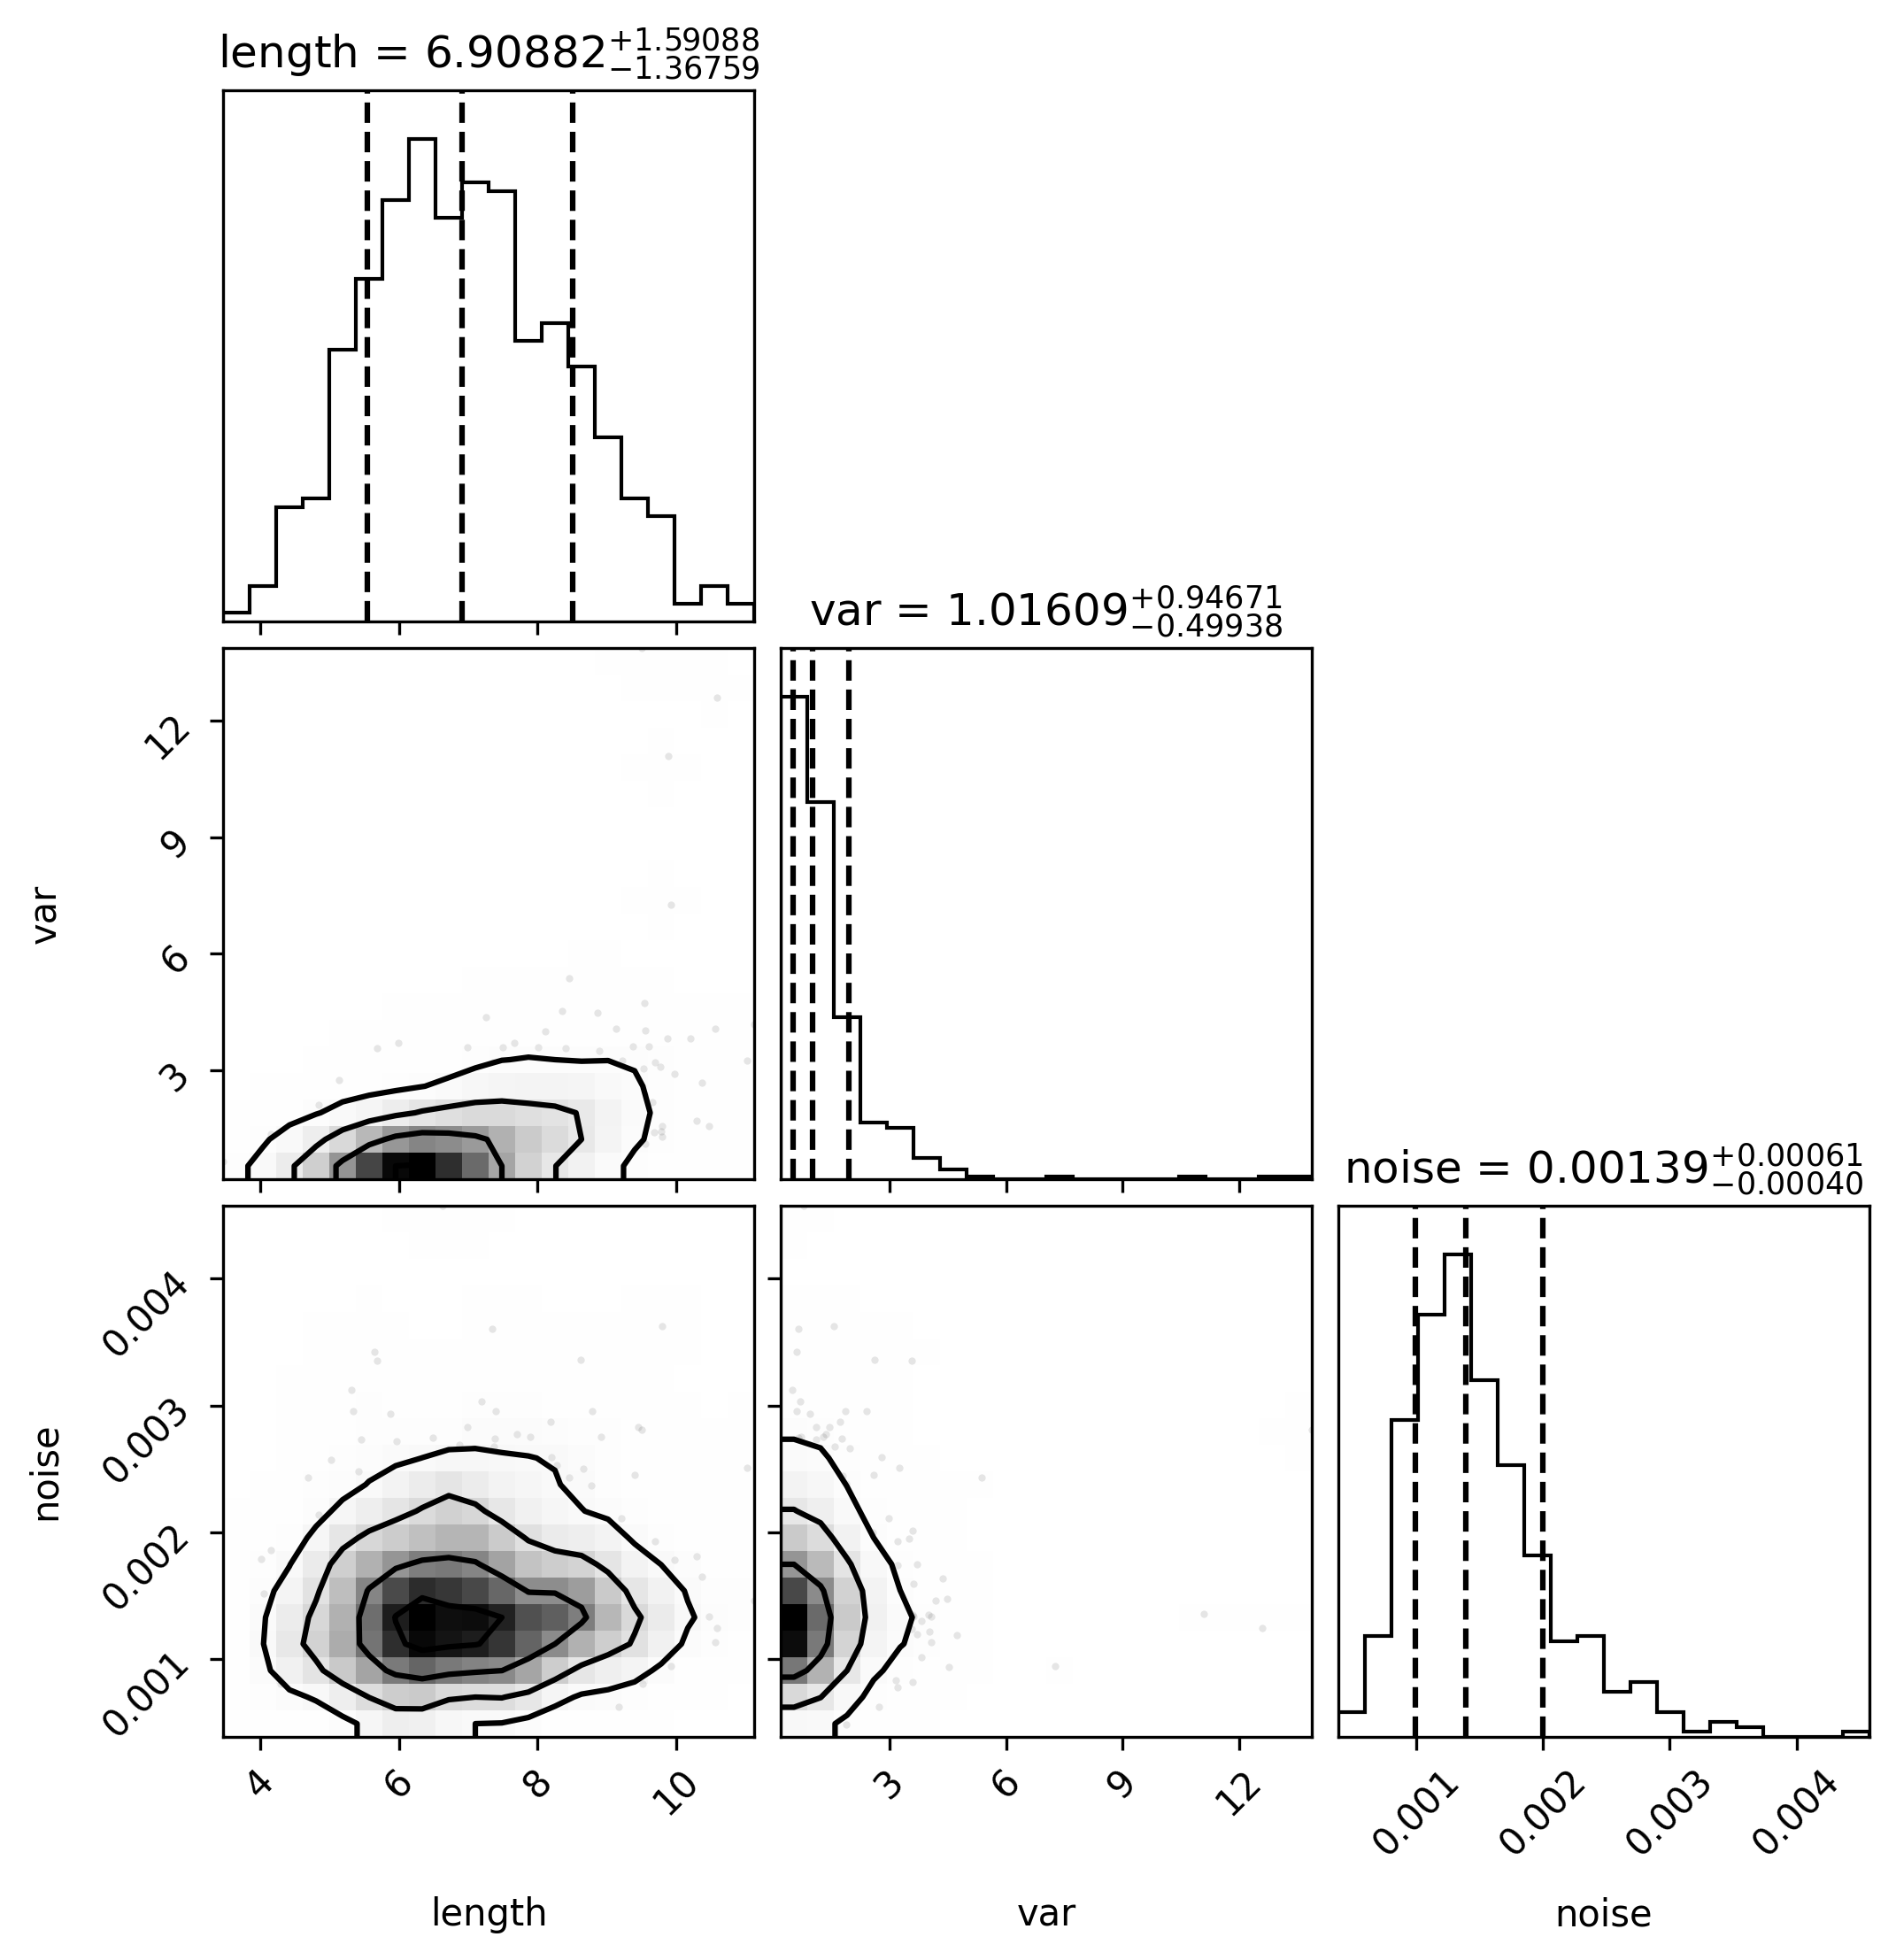 length = 6.90882 +1.59088 −1.36759
var = 1.01609 +0.94671 −0.49938
12
9
6
3
var
noise = 0.00139 +0.00061 −0.00040
0.004
0.003
0.002
0.001
noise
4 6 8 10
3 6 9 12
0.001 0.002 0.003 0.004
length
var
noise